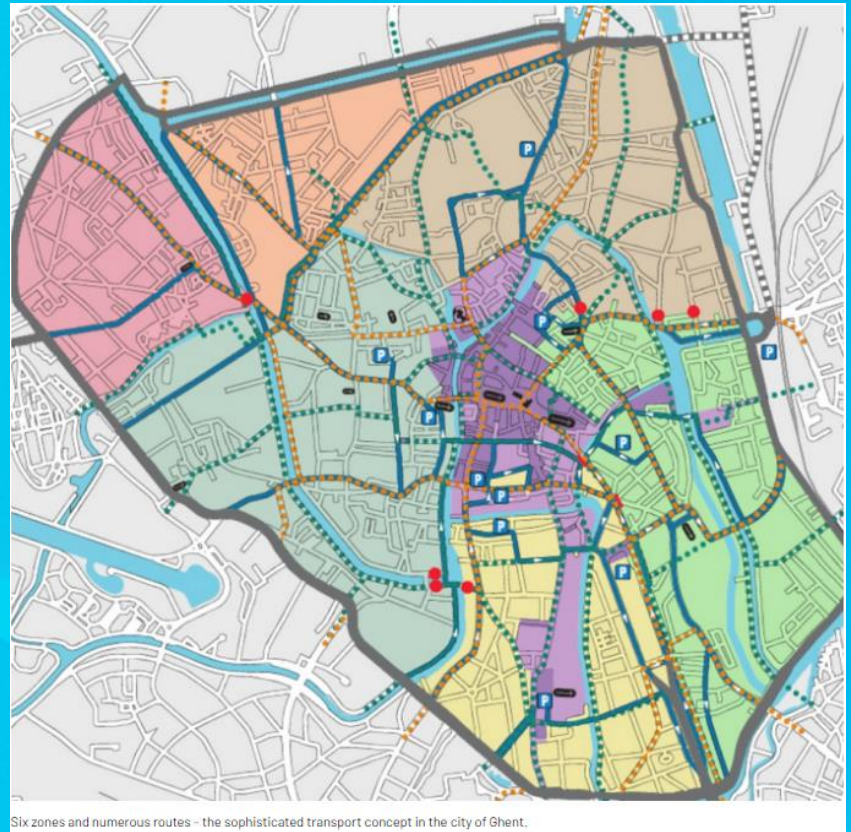 P
P
P
P
P
P
P
P
P
P
P
Six zones and numerous routes – the sophisticated transport concept in the city of Ghent.